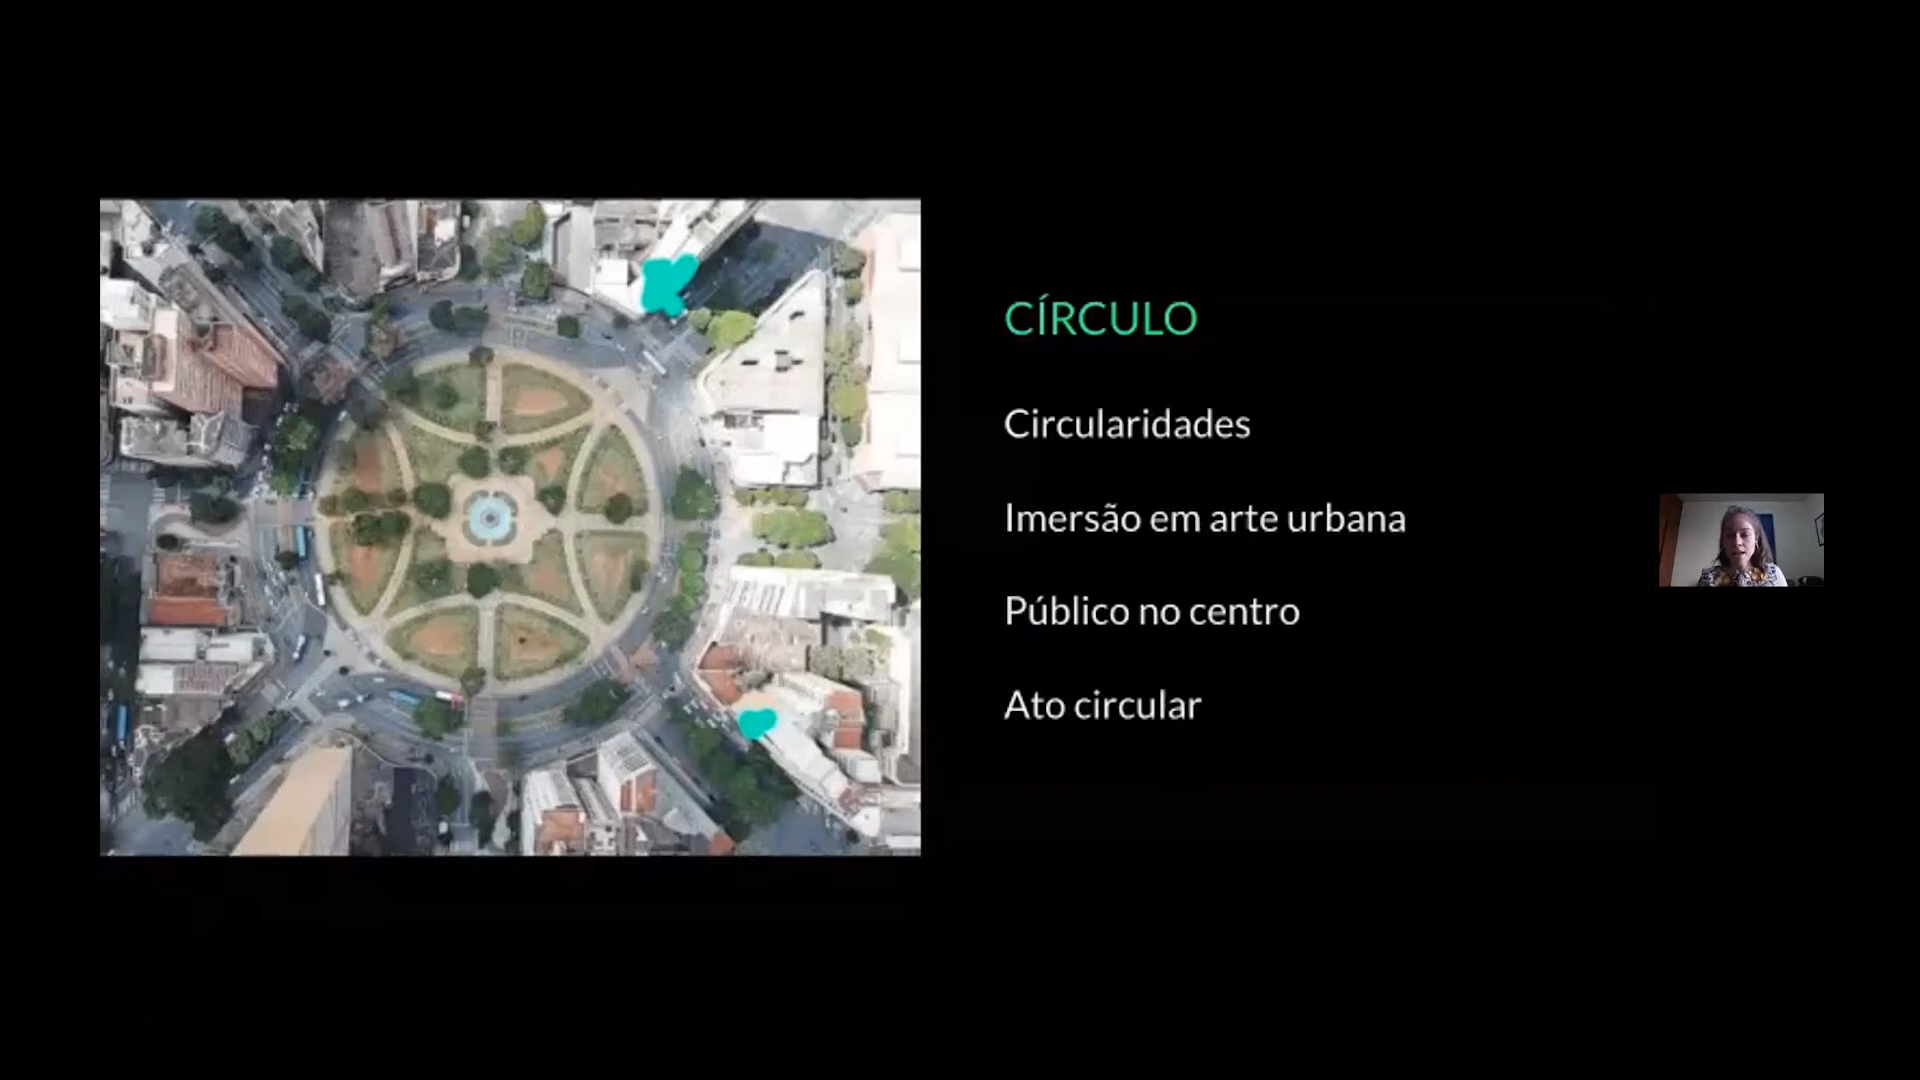 CÍRCULO
Circularidades
Imersão em arte urbana
Público no centro
Ato circular